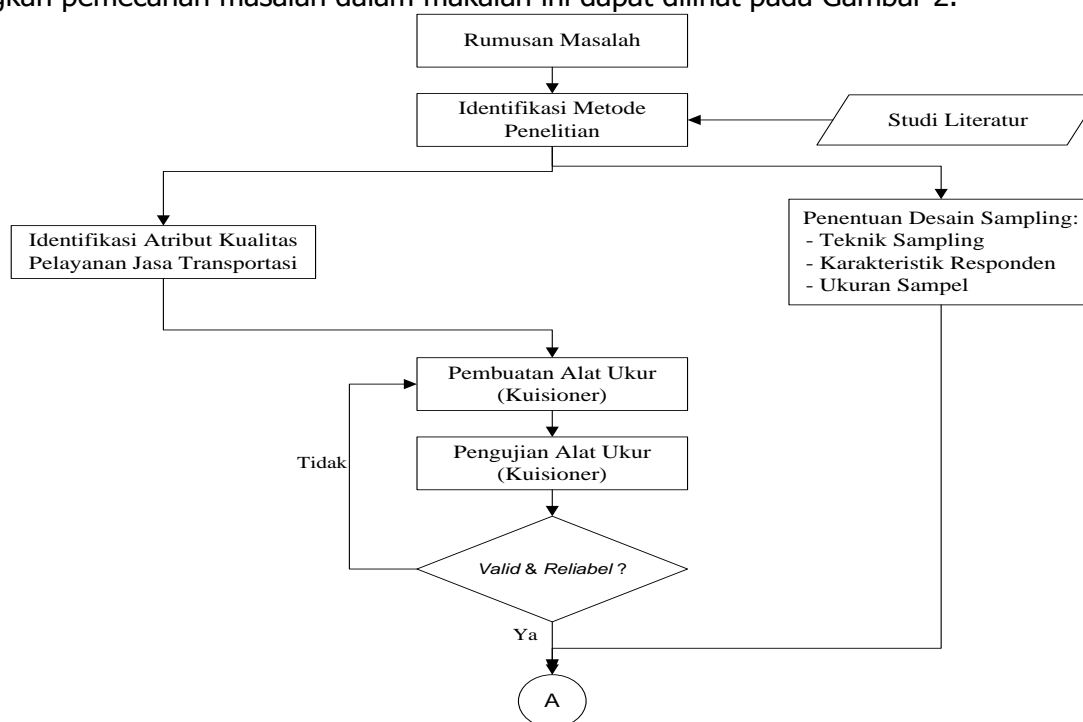 pemecahan masalah dalam makalah ini dapat dilihat pada Gambar 2.
Rumusan Masalah
Identifikasi Metode
Penelitian
Studi Literatur
Identifikasi Atribut Kualitas
Pelayanan Jasa Transportasi
Penentuan Desain Sampling:
- Teknik Sampling
- Karakteristik Responden
- Ukuran Sampel
Pembuatan Alat Ukur
(Kuisioner)
Pengujian Alat Ukur
(Kuisioner)
Tidak
Valid & Reliabel ?
Ya
A